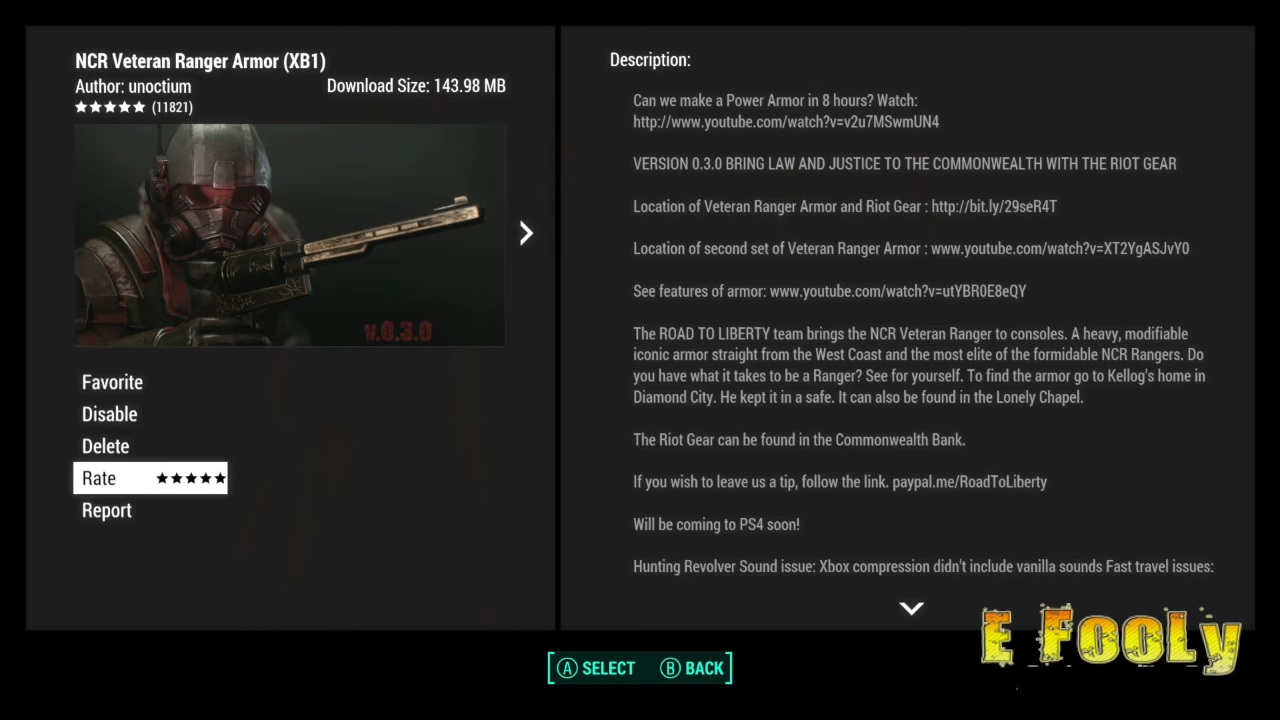 NCR Veteran Ranger Armor (XB1)
Author: unoctium
Download Size: 143.98 MB
★★★★★ (11821)
v.0.3.0
Favorite
Disable
Delete
Rate ★★★★★
Report
Description:
Can we make a Power Armor in 8 hours? Watch:
http://www.youtube.com/watch?v=v2u7MSwmUN4
VERSION 0.3.0 BRING LAW AND JUSTICE TO THE COMMONWEALTH WITH THE RIOT GEAR
Location of Veteran Ranger Armor and Riot Gear : http://bit.ly/29seR4T
Location of second set of Veteran Ranger Armor : www.youtube.com/watch?v=XT2YgASJvY0
See features of armor: www.youtube.com/watch?v=utYBR0E8eQY
The ROAD TO LIBERTY team brings the NCR Veteran Ranger to consoles. A heavy, modifiable
iconic armor straight from the West Coast and the most elite of the formidable NCR Rangers. Do
you have what it takes to be a Ranger? See for yourself. To find the armor go to Kellog's home in
Diamond City. He kept it in a safe. It can also be found in the Lonely Chapel.
The Riot Gear can be found in the Commonwealth Bank.
If you wish to leave us a tip, follow the link. paypal.me/RoadToLiberty
Will be coming to PS4 soon!
Hunting Revolver Sound issue: Xbox compression didn't include vanilla sounds Fast travel issues:
E FooLy
A SELECT B BACK